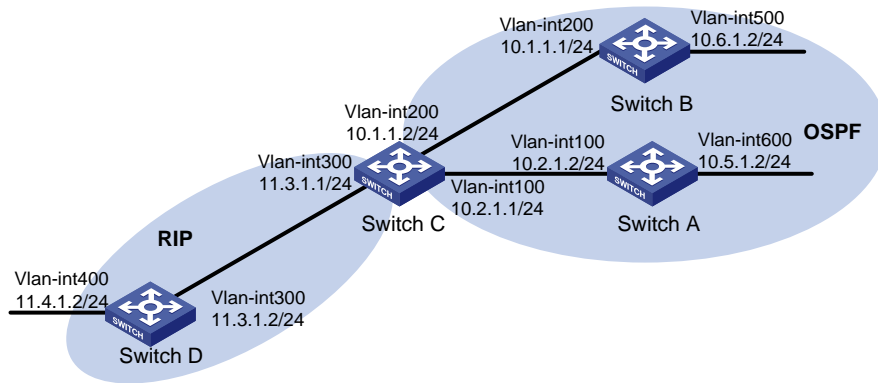 Vlan-int200
10.1.1.1/24
Vlan-int500
10.6.1.2/24
SWITCH
Switch B
OSPF
Vlan-int200
10.1.1.2/24
Vlan-int300
11.3.1.1/24
SWITCH
Switch C
Vlan-int100
10.2.1.1/24
Vlan-int100
10.2.1.2/24
Vlan-int600
10.5.1.2/24
SWITCH
Switch A
RIP
Vlan-int400
11.4.1.2/24
SWITCH
Switch D
Vlan-int300
11.3.1.2/24